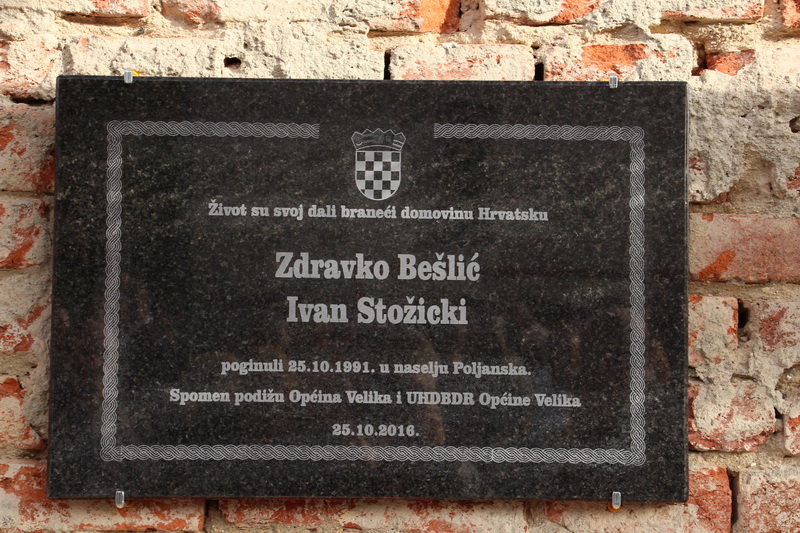 Život su svoj dali braneći domovinu Hrvatsku
Zdravko Bešlić
Ivan Stožicki
poginuli 25.10.1991. u naselju Poljanska.
Spomen podižu Općina Velika i UHDBDR Općine Velika
25.10.2016.